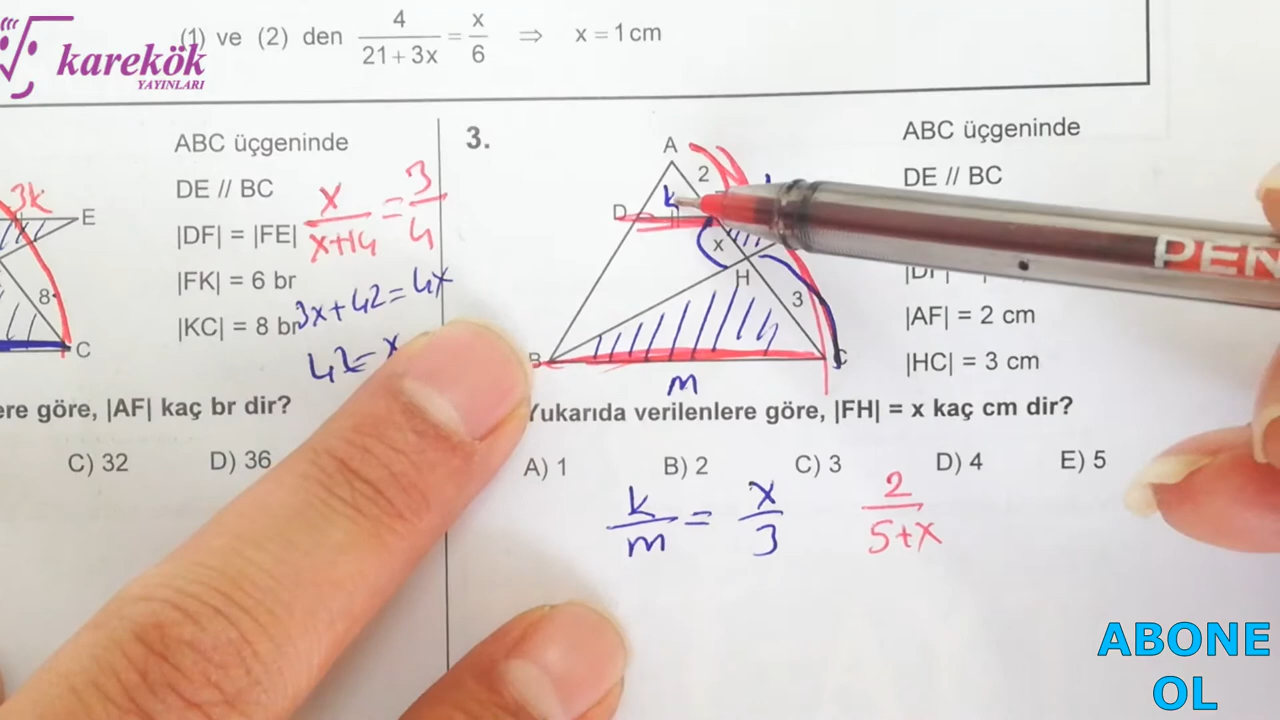 karekök
YAYINLARI
(1) ve (2) den 4/(21+3x) = x/6 ⇒ x = 1 cm
3k
E
8
C
ABC üçgeninde
DE // BC
|DF| = |FE|
|FK| = 6 br
|KC| = 8 br
x/(x+14) = 3/4
3x+42=4x
42=x
ere göre, |AF| kaç br dir?
C) 32 D) 36
3.
A
2
k
D
x
H
3
B
m
ABC üçgeninde
DE // BC
|AF| = 2 cm
|HC| = 3 cm
Yukarıda verilenlere göre, |FH| = x kaç cm dir?
A) 1 B) 2 C) 3 D) 4 E) 5
k/m = x/3 2/(5+x)
PEN
ABONE
OL